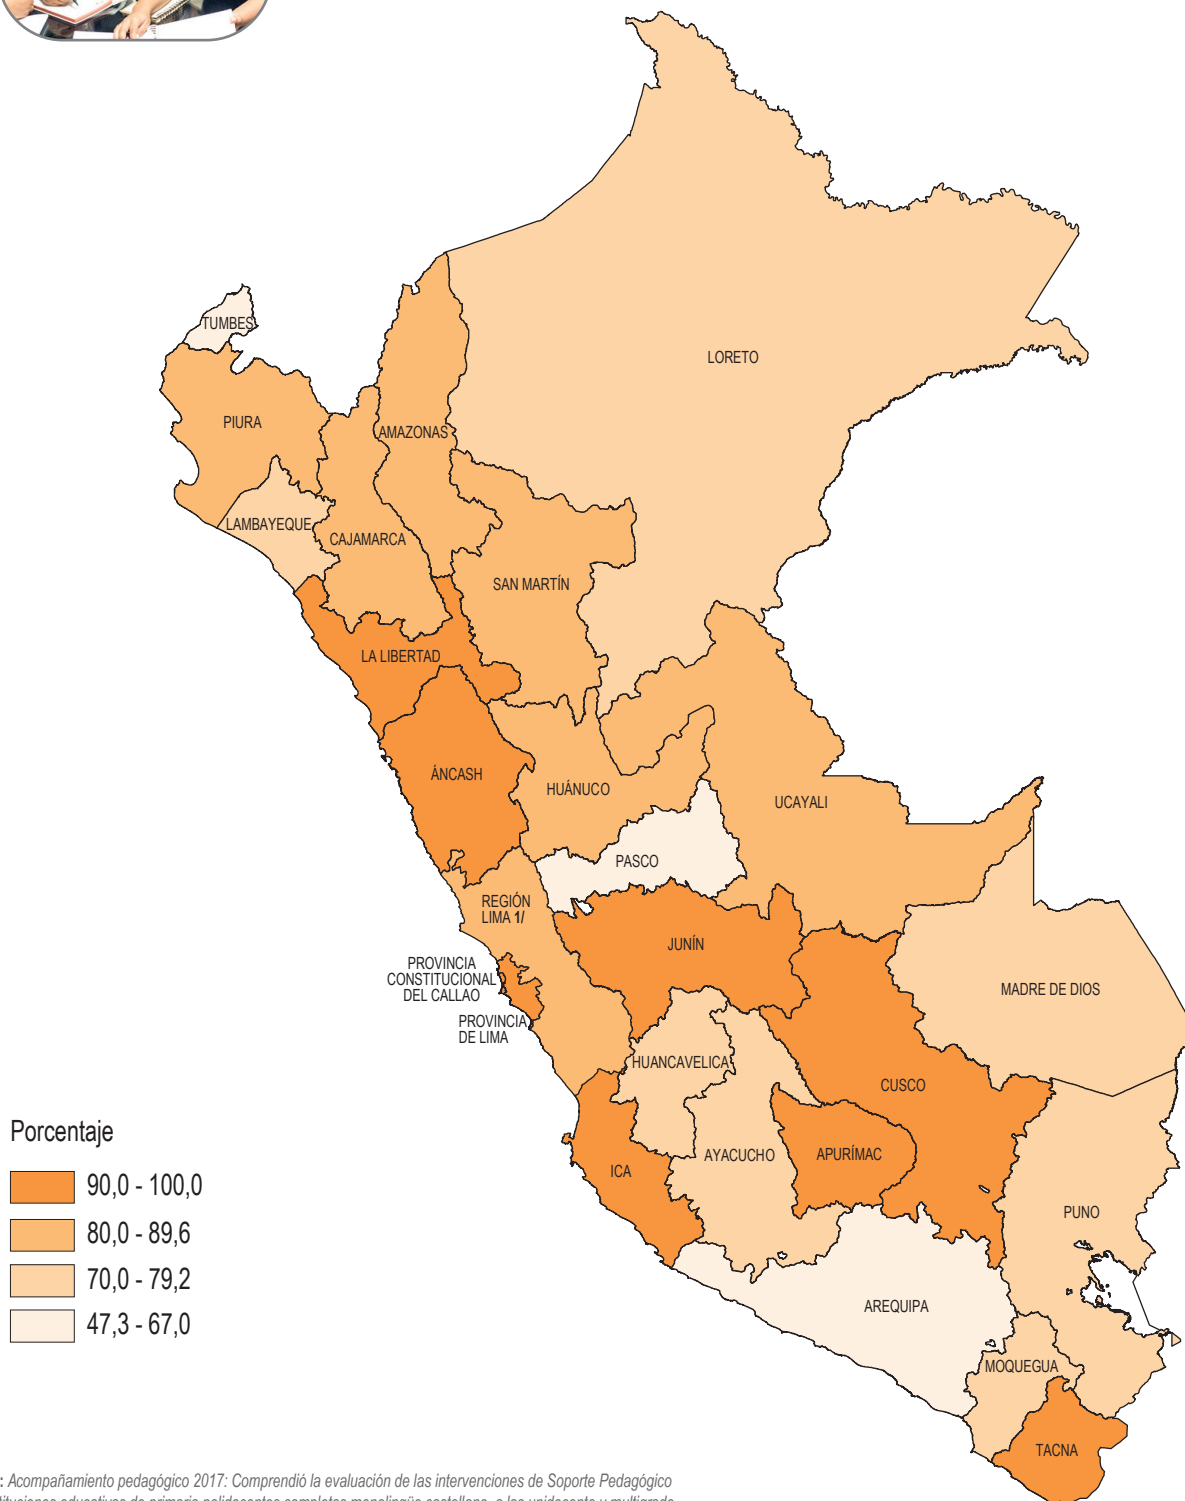 TUMBES
LORETO
PIURA
AMAZONAS
LAMBAYEQUE
CAJAMARCA
SAN MARTÍN
LA LIBERTAD
ÁNCASH
HUÁNUCO
UCAYALI
PASCO
REGIÓN
LIMA 1/
JUNÍN
PROVINCIA
CONSTITUCIONAL
DEL CALLAO
MADRE DE DIOS
PROVINCIA
DE LIMA
HUANCAVELICA
CUSCO
AYACUCHO
APURÍMAC
ICA
PUNO
AREQUIPA
MOQUEGUA
TACNA
Porcentaje
90,0 - 100,0
80,0 - 89,6
70,0 - 79,2
47,3 - 67,0
: Acompañamiento pedagógico 2017: Comprendió la evaluación de las intervenciones de Soporte Pedagógico